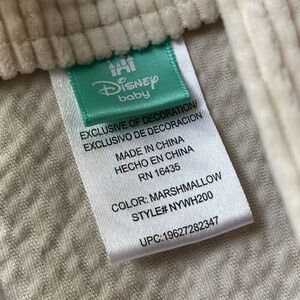 Disney
baby
EXCLUSIVE OF DECORATION/
EXCLUSIVO DE DECORACION
MADE IN CHINA
HECHO EN CHINA
RN 16435
COLOR: MARSHMALLOW
STYLE# NYWH200
UPC:19627282347